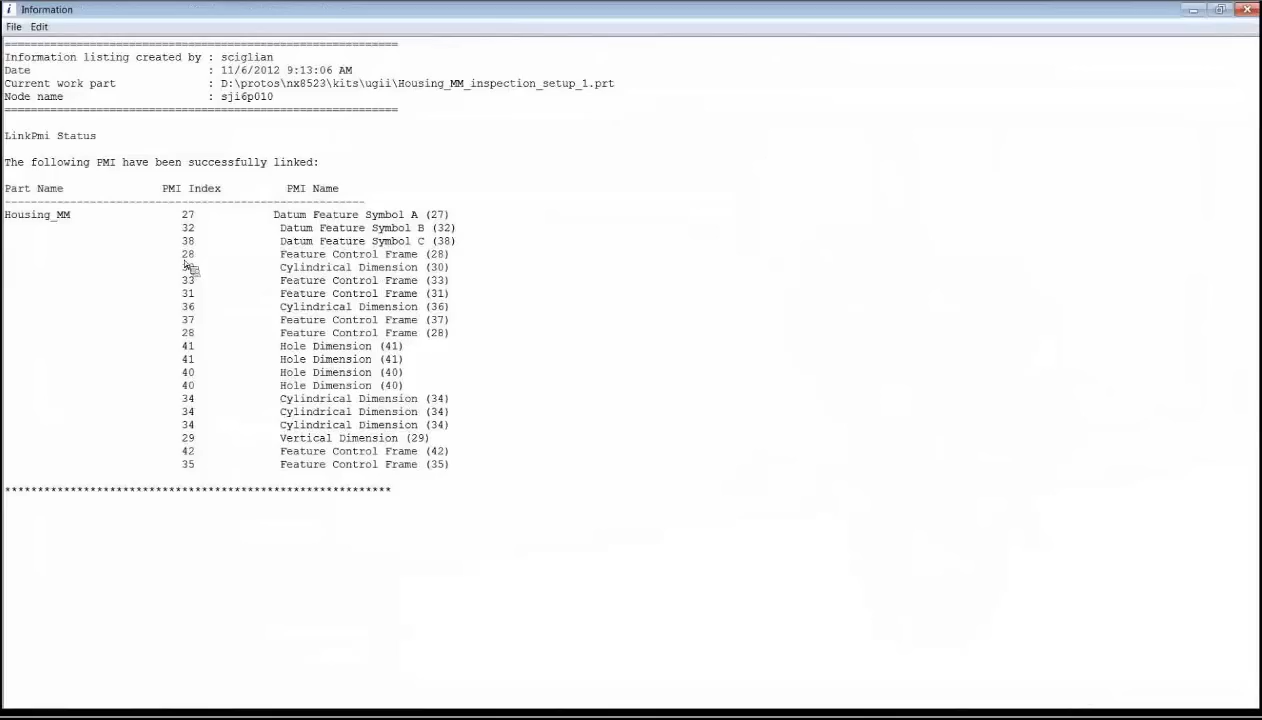 Information
File Edit
============================================================
Information listing created by : sciglian
Date : 11/6/2012 9:13:06 AM
Current work part : D:\protos\nx8523\kits\ugii\Housing_MM_inspection_setup_1.prt
Node name : sji6p010
============================================================
LinkPmi Status
The following PMI have been successfully linked:
Part Name PMI Index PMI Name
-------------------------------------------------------
Housing_MM 27 Datum Feature Symbol A (27)
32 Datum Feature Symbol B (32)
38 Datum Feature Symbol C (38)
28 Feature Control Frame (28)
Cylindrical Dimension (30)
33 Feature Control Frame (33)
31 Feature Control Frame (31)
36 Cylindrical Dimension (36)
37 Feature Control Frame (37)
28 Feature Control Frame (28)
41 Hole Dimension (41)
41 Hole Dimension (41)
40 Hole Dimension (40)
40 Hole Dimension (40)
34 Cylindrical Dimension (34)
34 Cylindrical Dimension (34)
34 Cylindrical Dimension (34)
29 Vertical Dimension (29)
42 Feature Control Frame (42)
35 Feature Control Frame (35)
***********************************************************